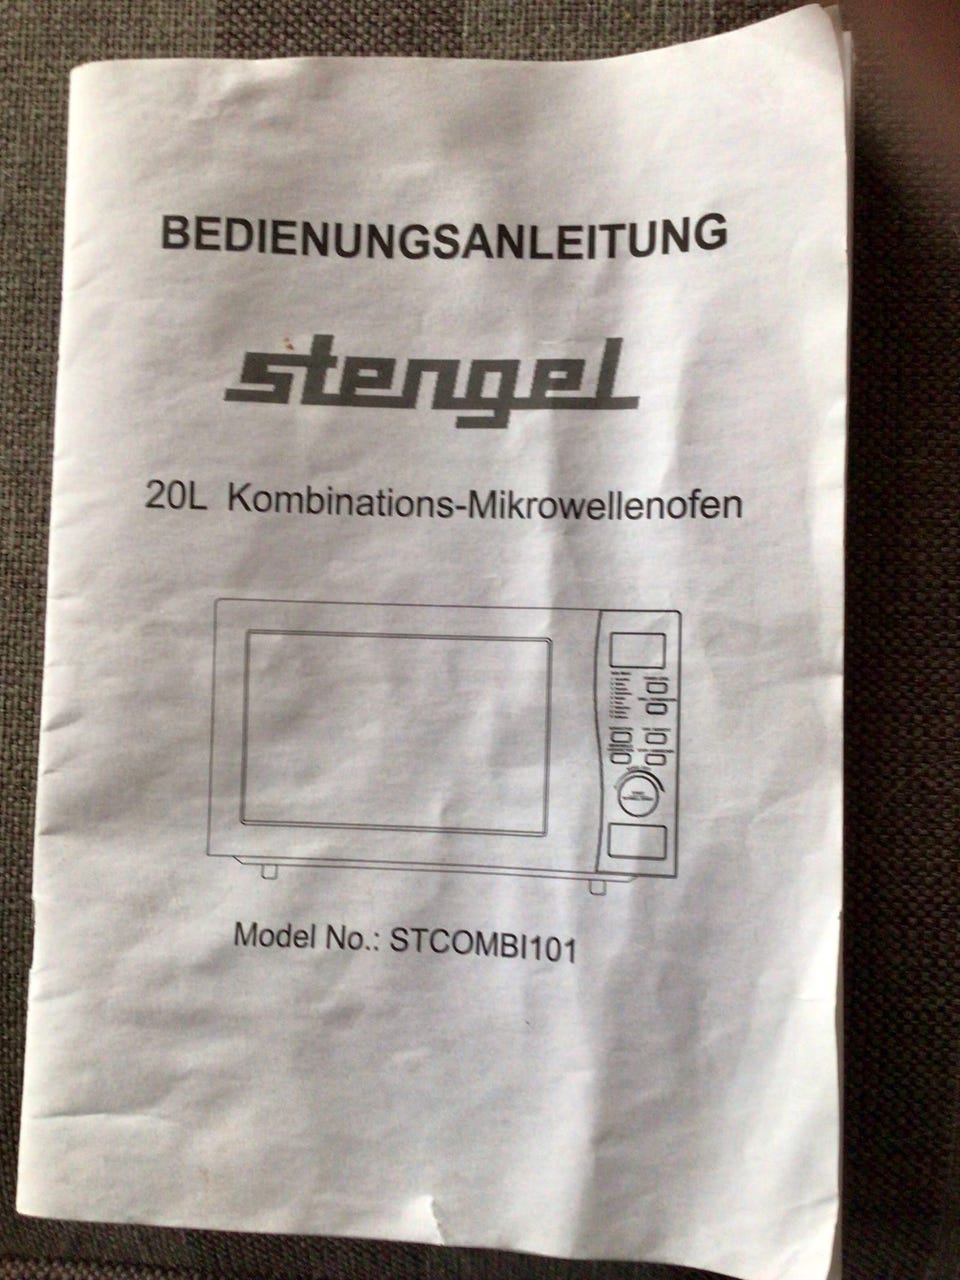 BEDIENUNGSANLEITUNG
stengel
20L Kombinations-Mikrowellenofen
Model No.: STCOMBI101